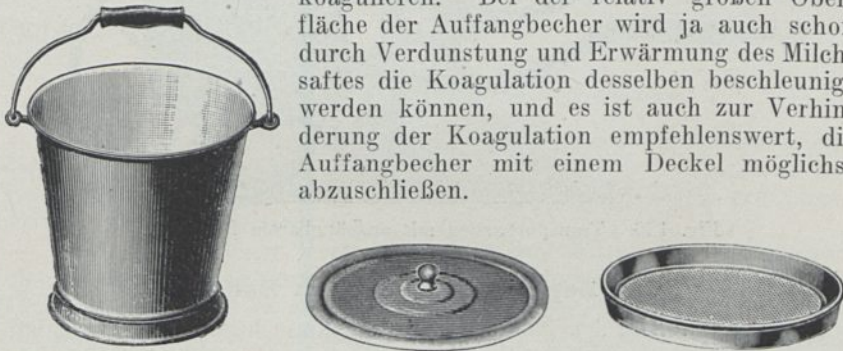 koagulieren. Bei der relativ großen Ober
fläche der Auffangbecher wird ja auch schon
durch Verdunstung und Erwärmung des Milch
saftes die Koagulation desselben beschleunig
werden können, und es ist auch zur Verhin
derung der Koagulation empfehlenswert, di
Auffangbecher mit einem Deckel möglichs
abzuschließen.